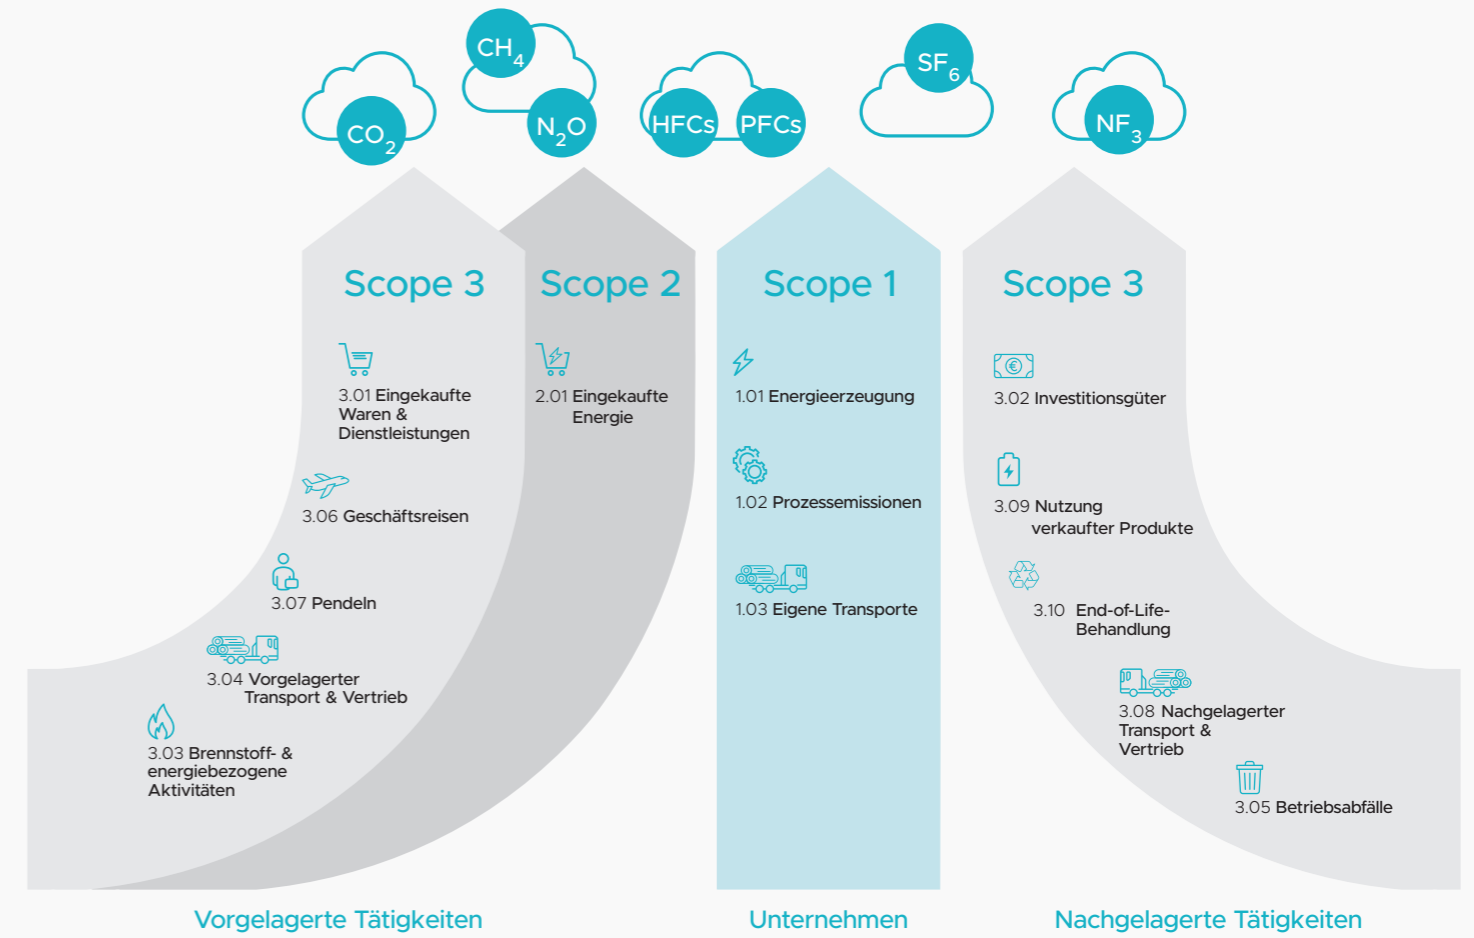 CO₂
CH₄
N₂O
HFCs
PFCs
SF₆
NF₃
Scope 3
3.01 Eingekaufte
Waren &
Dienstleistungen
3.06 Geschäftsreisen
3.07 Pendeln
3.04 Vorgelagerter
Transport & Vertrieb
3.03 Brennstoff- &
energiebezogene
Aktivitäten
Scope 2
2.01 Eingekaufte
Energie
Scope 1
1.01 Energieerzeugung
1.02 Prozessemissionen
1.03 Eigene Transporte
Scope 3
3.02 Investitionsgüter
3.09 Nutzung
verkaufter Produkte
3.10 End-of-Life-
Behandlung
3.08 Nachgelagerter
Transport &
Vertrieb
3.05 Betriebsabfälle
Vorgelagerte Tätigkeiten
Unternehmen
Nachgelagerte Tätigkeiten